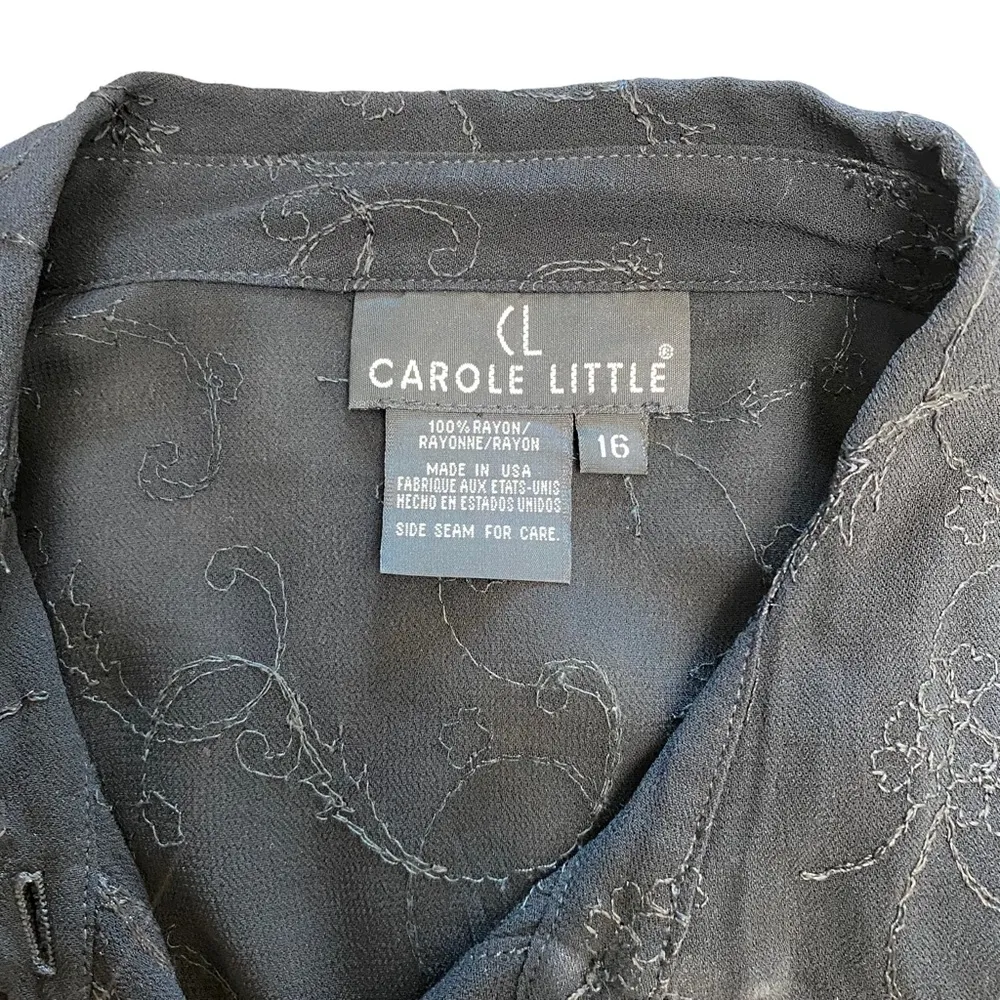 CL
CAROLE LITTLE®
100% RAYON/
RAYONNE/RAYON
16
MADE IN USA
FABRIQUE AUX ETATS-UNIS
HECHO EN ESTADOS UNIDOS
SIDE SEAM FOR CARE.